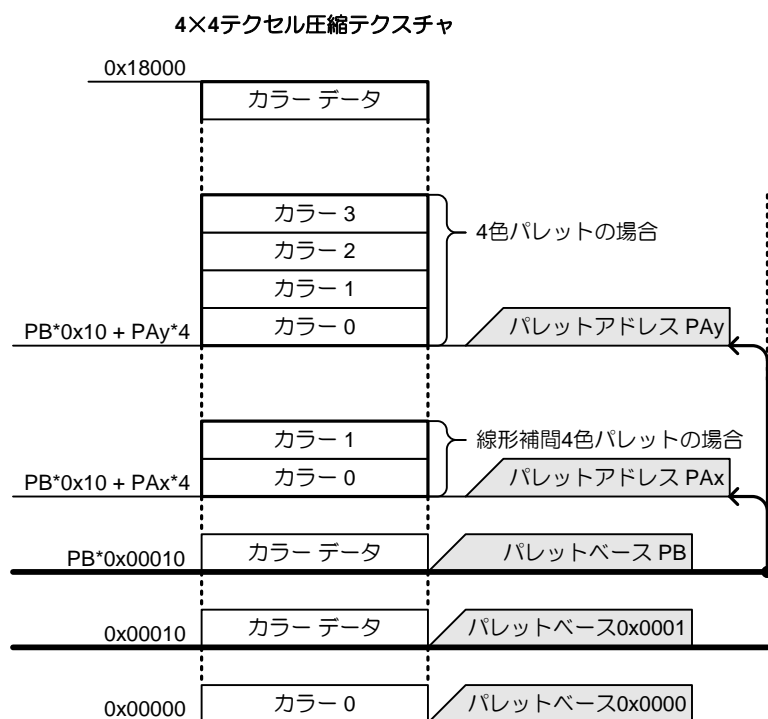 4×4テクセル圧縮テクスチャ
0x18000
カラー データ
カラー 3
カラー 2
4色パレットの場合
カラー 1
PB*0x10 + PAy*4
カラー 0
パレットアドレス PAy
カラー 1
線形補間4色パレットの場合
PB*0x10 + PAx*4
カラー 0
パレットアドレス PAx
PB*0x00010
カラー データ
パレットベース PB
0x00010
カラー データ
パレットベース0x0001
0x00000
カラー 0
パレットベース0x0000